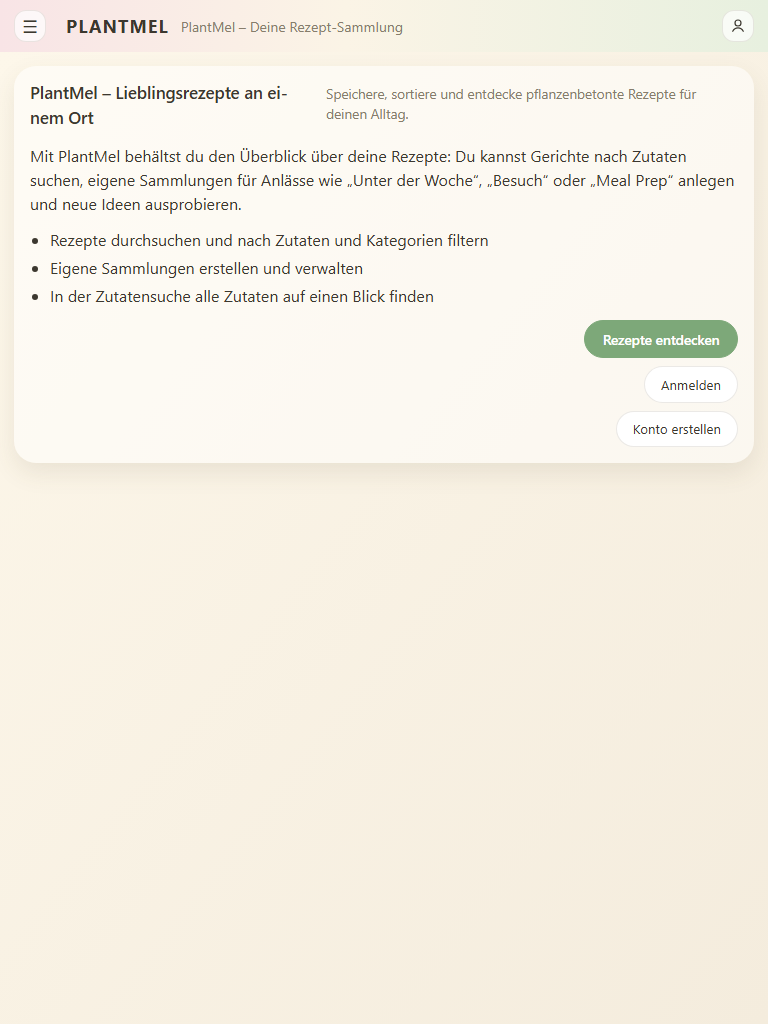 PLANTMEL PlantMel – Deine Rezept-Sammlung
PlantMel – Lieblingsrezepte an ei-
nem Ort
Speichere, sortiere und entdecke pflanzenbetonte Rezepte für
deinen Alltag.
Mit PlantMel behältst du den Überblick über deine Rezepte: Du kannst Gerichte nach Zutaten
suchen, eigene Sammlungen für Anlässe wie „Unter der Woche“, „Besuch“ oder „Meal Prep“ anlegen
und neue Ideen ausprobieren.
• Rezepte durchsuchen und nach Zutaten und Kategorien filtern
• Eigene Sammlungen erstellen und verwalten
• In der Zutatensuche alle Zutaten auf einen Blick finden
Rezepte entdecken
Anmelden
Konto erstellen